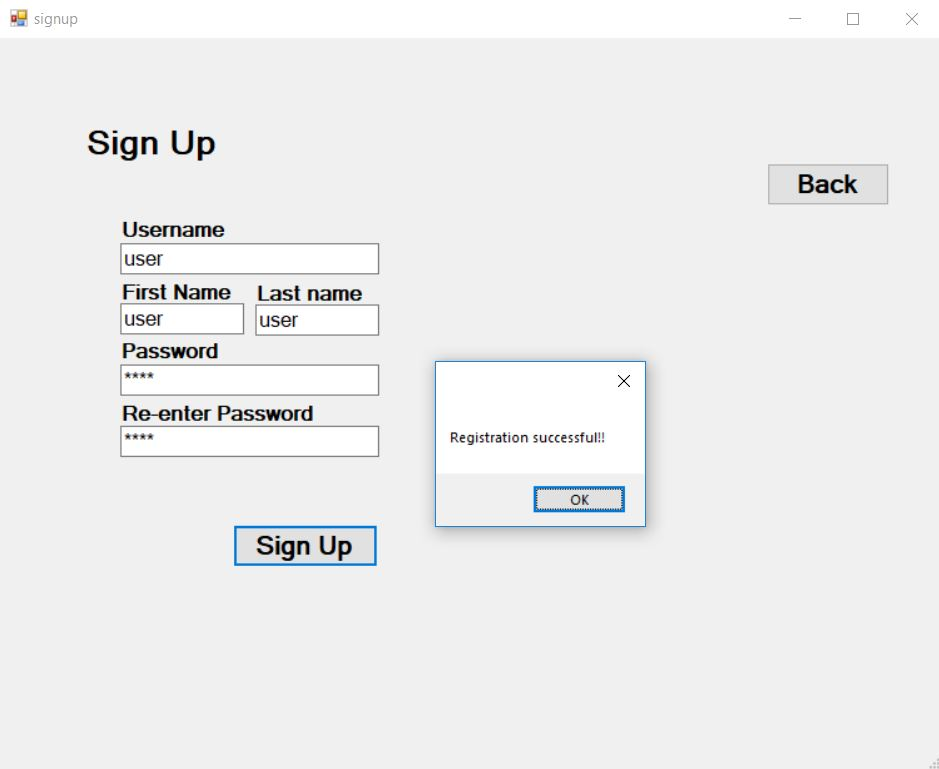 signup
Sign Up
Back
Username
user
First Name Last name
user user
Password
****
Re-enter Password
****
Registration successful!!
OK
Sign Up